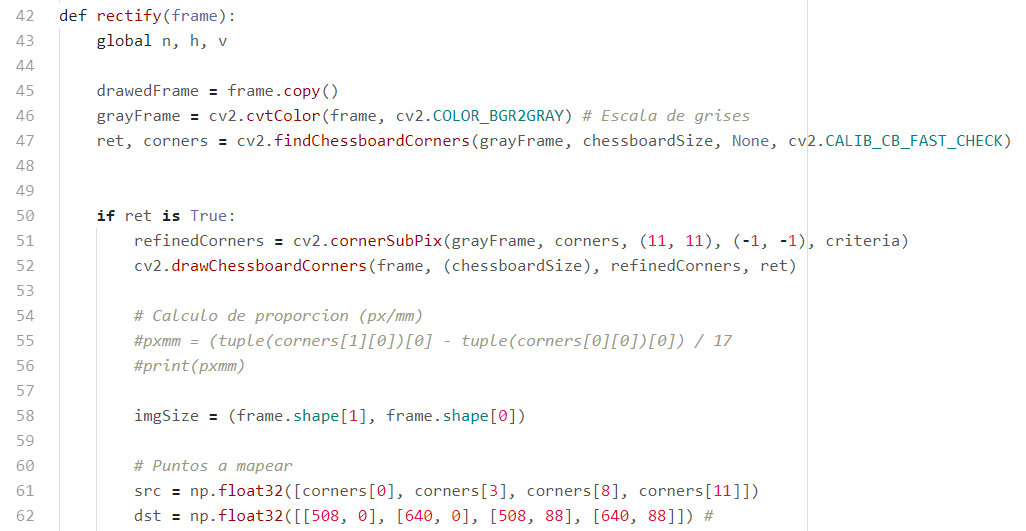 42 def rectify(frame):
43 global n, h, v
44
45 drawedFrame = frame.copy()
46 grayFrame = cv2.cvtColor(frame, cv2.COLOR_BGR2GRAY) # Escala de grises
47 ret, corners = cv2.findChessboardCorners(grayFrame, chessboardSize, None, cv2.CALIB_CB_FAST_CHECK)
48
49
50 if ret is True:
51 refinedCorners = cv2.cornerSubPix(grayFrame, corners, (11, 11), (-1, -1), criteria)
52 cv2.drawChessboardCorners(frame, (chessboardSize), refinedCorners, ret)
53
54 # Calculo de proporcion (px/mm)
55 #pxmm = (tuple(corners[1][0])[0] - tuple(corners[0][0])[0]) / 17
56 #print(pxmm)
57
58 imgSize = (frame.shape[1], frame.shape[0])
59
60 # Puntos a mapear
61 src = np.float32([corners[0], corners[3], corners[8], corners[11]])
62 dst = np.float32([[508, 0], [640, 0], [508, 88], [640, 88]]) #